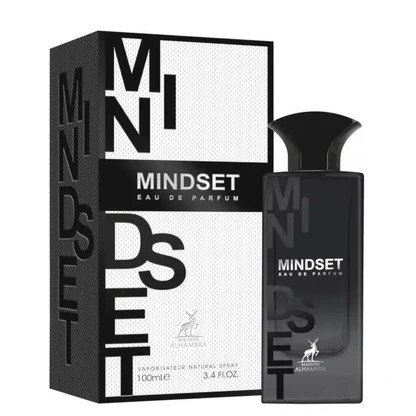 MINDSET
MINDSET
EAU DE PARFUM
MAISON
ALHAMBRA
VAPORISATEUR NATURAL SPRAY
100ml℮ 3.4 FL.OZ.
MINDSET
MINDSET
MINDSET
EAU DE PARFUM
MAISON
ALHAMBRA